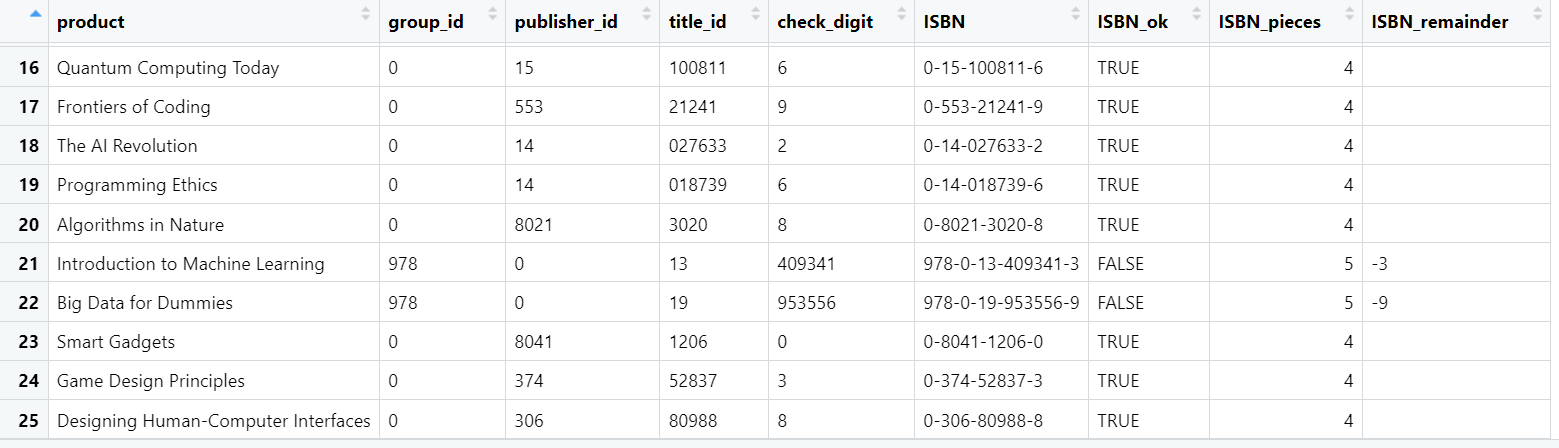 product group_id publisher_id title_id check_digit ISBN ISBN_ok ISBN_pieces ISBN_remainder
16 Quantum Computing Today 0 15 100811 6 0-15-100811-6 TRUE 4
17 Frontiers of Coding 0 553 21241 9 0-553-21241-9 TRUE 4
18 The AI Revolution 0 14 027633 2 0-14-027633-2 TRUE 4
19 Programming Ethics 0 14 018739 6 0-14-018739-6 TRUE 4
20 Algorithms in Nature 0 8021 3020 8 0-8021-3020-8 TRUE 4
21 Introduction to Machine Learning 978 0 13 409341 978-0-13-409341-3 FALSE 5 -3
22 Big Data for Dummies 978 0 19 953556 978-0-19-953556-9 FALSE 5 -9
23 Smart Gadgets 0 8041 1206 0 0-8041-1206-0 TRUE 4
24 Game Design Principles 0 374 52837 3 0-374-52837-3 TRUE 4
25 Designing Human-Computer Interfaces 0 306 80988 8 0-306-80988-8 TRUE 4